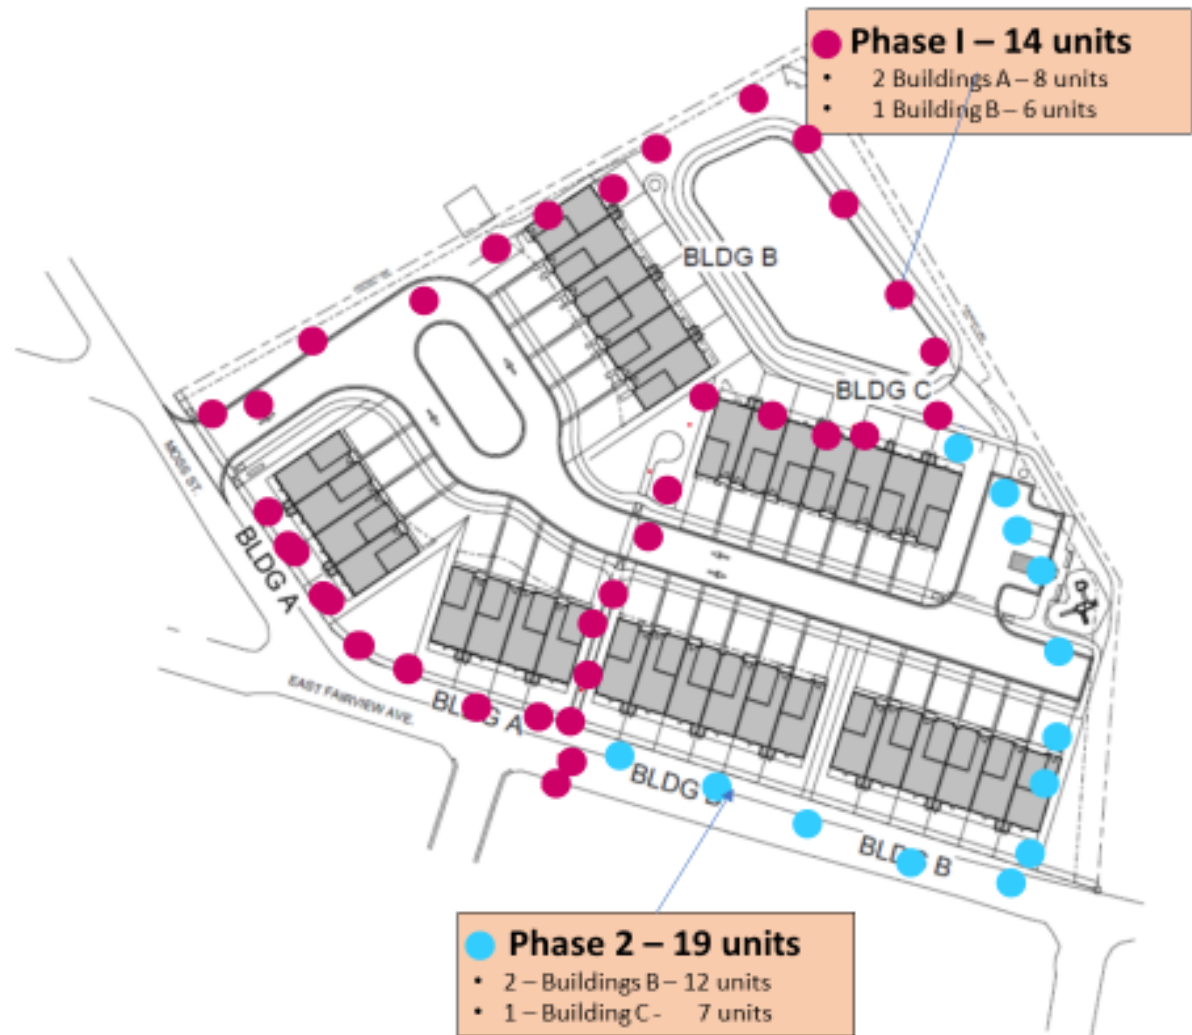 Phase I – 14 units
• 2 Buildings A – 8 units
• 1 Building B – 6 units
BLDG B
BLDG C
MOSS ST.
BLDG A
EAST FAIRVIEW AVE.
BLDG A
BLDG B
BLDG B
Phase 2 – 19 units
• 2 – Buildings B – 12 units
• 1 – Building C - 7 units